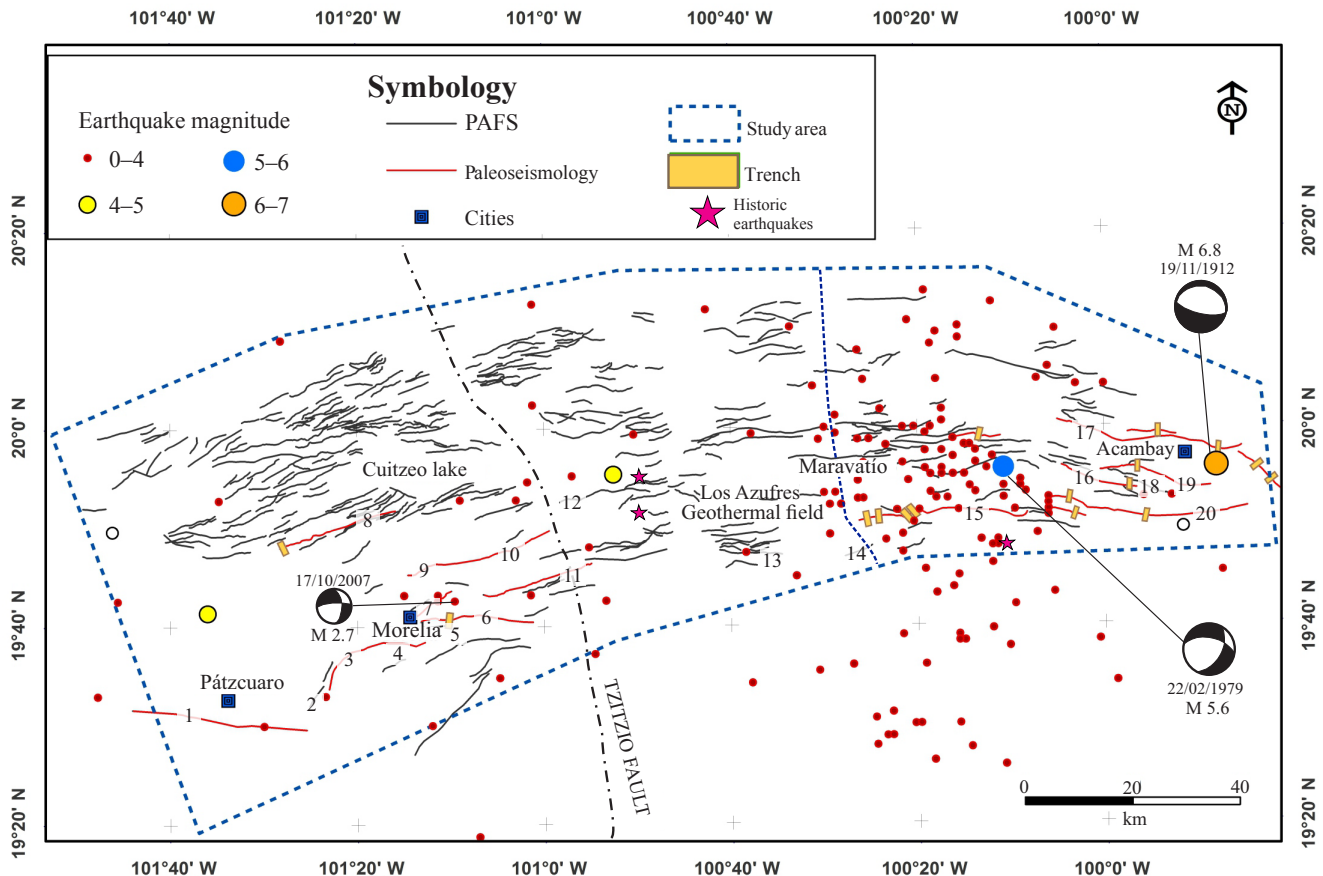 101°40' W 101°20' W 101°0' W 100°40' W 100°20' W 100°0' W
Symbology
Earthquake magnitude
0–4
5–6
4–5
6–7
PAFS
Paleoseismology
Cities
Study area
Trench
Historic
earthquakes
N
20°20' N
20°20' N
M 6.8
19/11/1912
20°0' N
20°0' N
17
Acambay
Cuitzeo lake
Maravatío
16
18
19
12
Los Azufres
Geothermal field
8
15
20
10
13
14
9
11
17/10/2007
7
6
M 2.7
Morelia
5
19°40' N
19°40' N
4
3
Pátzcuaro
2
1
22/02/1979
M 5.6
TZITZIO FAULT
0 20 40
km
19°20' N
19°20' N
101°40' W 101°20' W 101°0' W 100°40' W 100°20' W 100°0' W